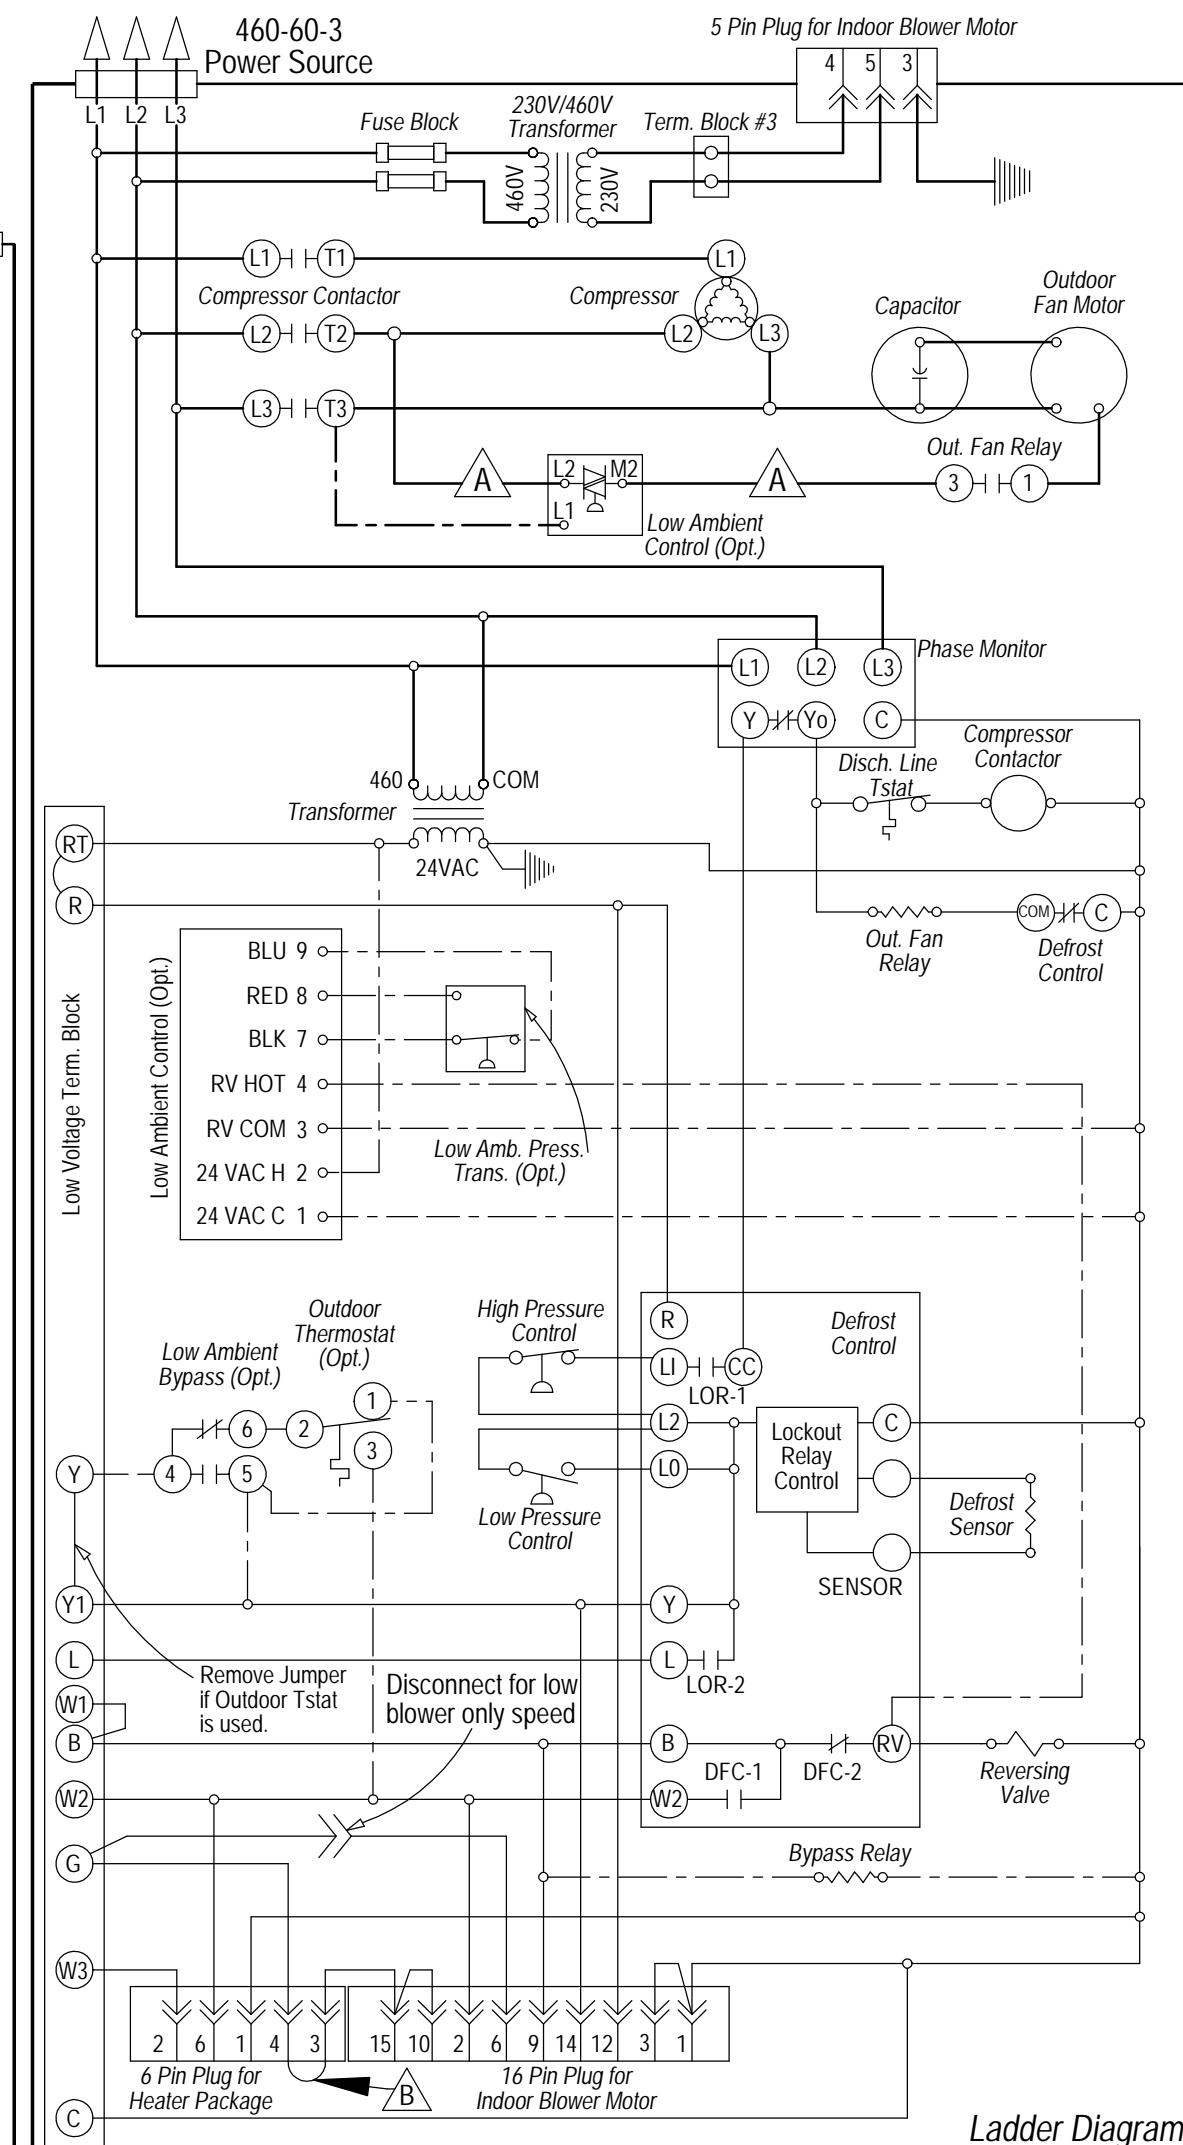 460-60-3
Power Source
5 Pin Plug for Indoor Blower Motor
4 5 3
L1 L2 L3
Fuse Block
230V/460V
Transformer
Term. Block #3
460V
230V
L1 T1
L1
Compressor Contactor
Compressor
Capacitor
Outdoor
Fan Motor
L2 T2
L2 L3
L3 T3
Out. Fan Relay
A
L2 M2
A
3 1
L1
Low Ambient
Control (Opt.)
Phase Monitor
L1 L2 L3
Y Yo C
Disch. Line
Tstat
Compressor
Contactor
460 COM
Transformer
24VAC
RT
R
COM C
Out. Fan
Relay
Defrost
Control
Low Voltage Term. Block
Low Ambient Control (Opt.)
BLU 9
RED 8
BLK 7
RV HOT 4
RV COM 3
24 VAC H 2
24 VAC C 1
Low Amb. Press.
Trans. (Opt.)
High Pressure
Control
R
Defrost
Control
LI CC
LOR-1
L2
Lockout
Relay
Control
C
L0
Low Pressure
Control
Defrost
Sensor
SENSOR
Outdoor
Thermostat
(Opt.)
Low Ambient
Bypass (Opt.)
1
6 2
3
Y
4 5
Y1
Y
L
L
LOR-2
Remove Jumper
if Outdoor Tstat
is used.
Disconnect for low
blower only speed
W1
B
B
DFC-1 DFC-2
RV
Reversing
Valve
W2
W2
G
Bypass Relay
W3
2 6 1 4 3
15 10 2 6 9 14 12 3 1
6 Pin Plug for
Heater Package
B
16 Pin Plug for
Indoor Blower Motor
C
Ladder Diagram